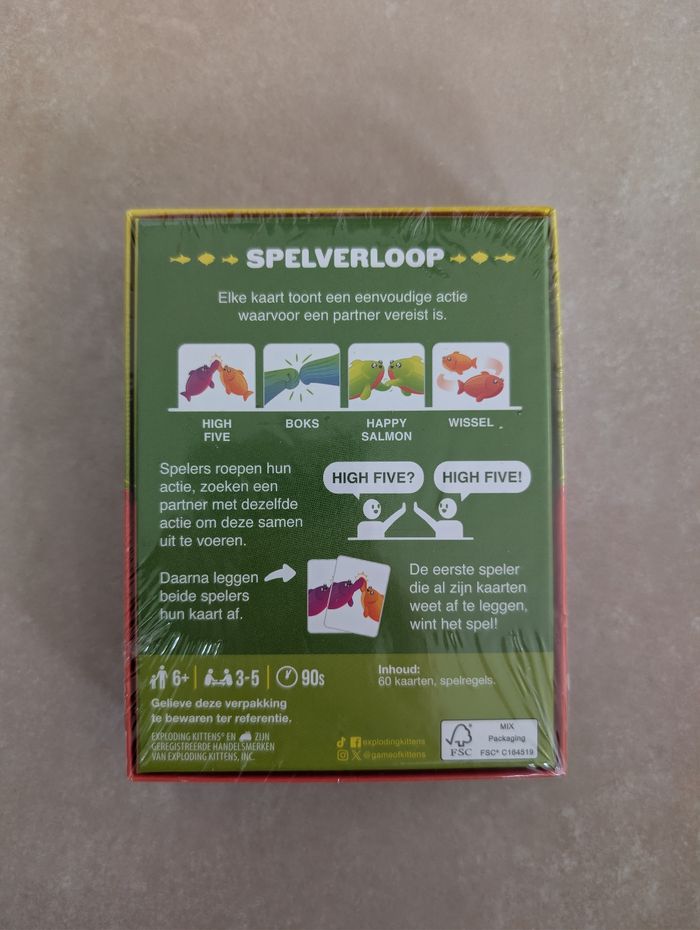 SPELVERLOOP
Elke kaart toont een eenvoudige actie
waarvoor een partner vereist is.
HIGH
FIVE
BOKS
HAPPY
SALMON
WISSEL
Spelers roepen hun
actie, zoeken een
partner met dezelfde
actie om deze samen
uit te voeren.
HIGH FIVE?
HIGH FIVE!
Daarna leggen
beide spelers
hun kaart af.
De eerste speler
die al zijn kaarten
weet af te leggen,
wint het spel!
6+
3-5
90s
Inhoud:
60 kaarten, spelregels.
Gelieve deze verpakking
te bewaren ter referentie.
EXPLODING KITTENS® EN ZIJN
GEREGISTREERDE HANDELSMERKEN
VAN EXPLODING KITTENS, INC.
explodingkittens
@gameofkittens
FSC
MIX
Packaging
FSC® C164519